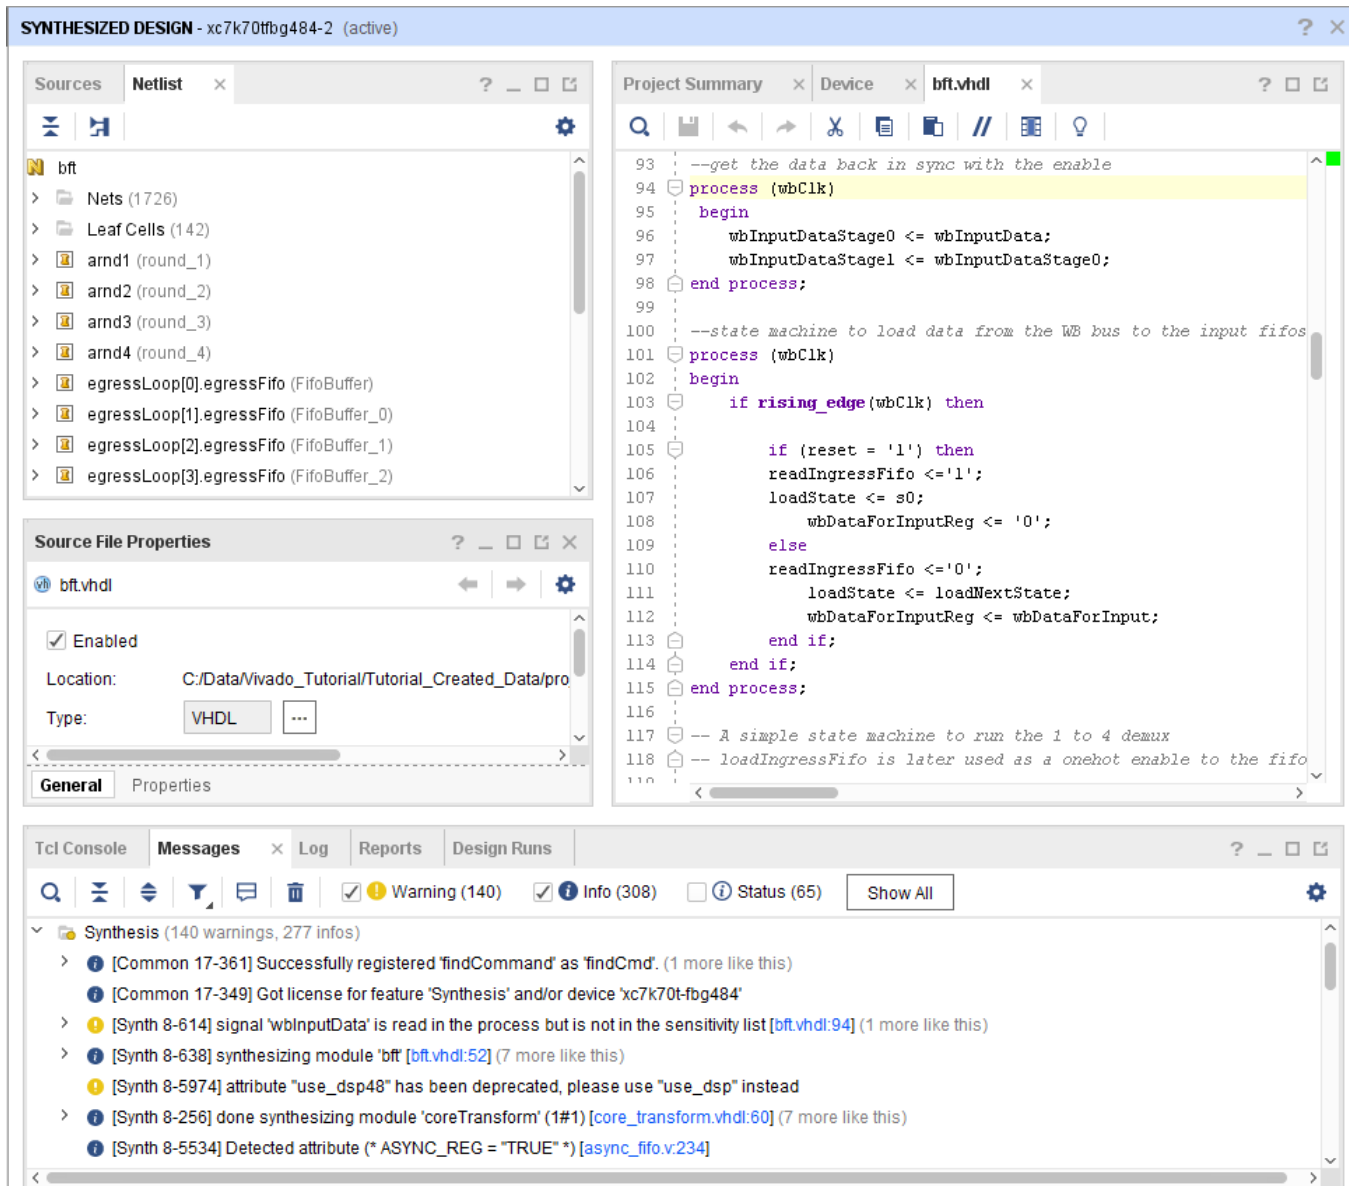 SYNTHESIZED DESIGN - xc7k70tfbg484-2 (active)
Sources Netlist
bft
Nets (1726)
Leaf Cells (142)
arnd1 (round_1)
arnd2 (round_2)
arnd3 (round_3)
arnd4 (round_4)
egressLoop[0].egressFifo (FifoBuffer)
egressLoop[1].egressFifo (FifoBuffer_0)
egressLoop[2].egressFifo (FifoBuffer_1)
egressLoop[3].egressFifo (FifoBuffer_2)
Source File Properties
bft.vhdl
Enabled
Location: C:/Data/Vivado_Tutorial/Tutorial_Created_Data/pro
Type: VHDL ...
General Properties
Project Summary Device bft.vhdl
93 --get the data back in sync with the enable
94 process (wbClk)
95 begin
96 wbInputDataStage0 <= wbInputData;
97 wbInputDataStage1 <= wbInputDataStage0;
98 end process;
99
100 --state machine to load data from the WB bus to the input fifos
101 process (wbClk)
102 begin
103 if rising_edge(wbClk) then
104
105 if (reset = '1') then
106 readIngressFifo <='1';
107 loadState <= s0;
108 wbDataForInputReg <= '0';
109 else
110 readIngressFifo <='0';
111 loadState <= loadNextState;
112 wbDataForInputReg <= wbDataForInput;
113 end if;
114 end if;
115 end process;
116
117 -- A simple state machine to run the 1 to 4 demux
118 -- loadIngressFifo is later used as a onehot enable to the fifo
119
Tcl Console Messages Log Reports Design Runs
Warning (140) Info (308) Status (65) Show All
Synthesis (140 warnings, 277 infos)
[Common 17-361] Successfully registered 'findCommand' as 'findCmd'. (1 more like this)
[Common 17-349] Got license for feature 'Synthesis' and/or device 'xc7k70t-fbg484'
[Synth 8-614] signal 'wbInputData' is read in the process but is not in the sensitivity list [bft.vhdl:94] (1 more like this)
[Synth 8-638] synthesizing module 'bft' [bft.vhdl:52] (7 more like this)
[Synth 8-5974] attribute "use_dsp48" has been deprecated, please use "use_dsp" instead
[Synth 8-256] done synthesizing module 'coreTransform' (1#1) [core_transform.vhdl:60] (7 more like this)
[Synth 8-5534] Detected attribute (* ASYNC_REG = "TRUE" *) [async_fifo.v:234]